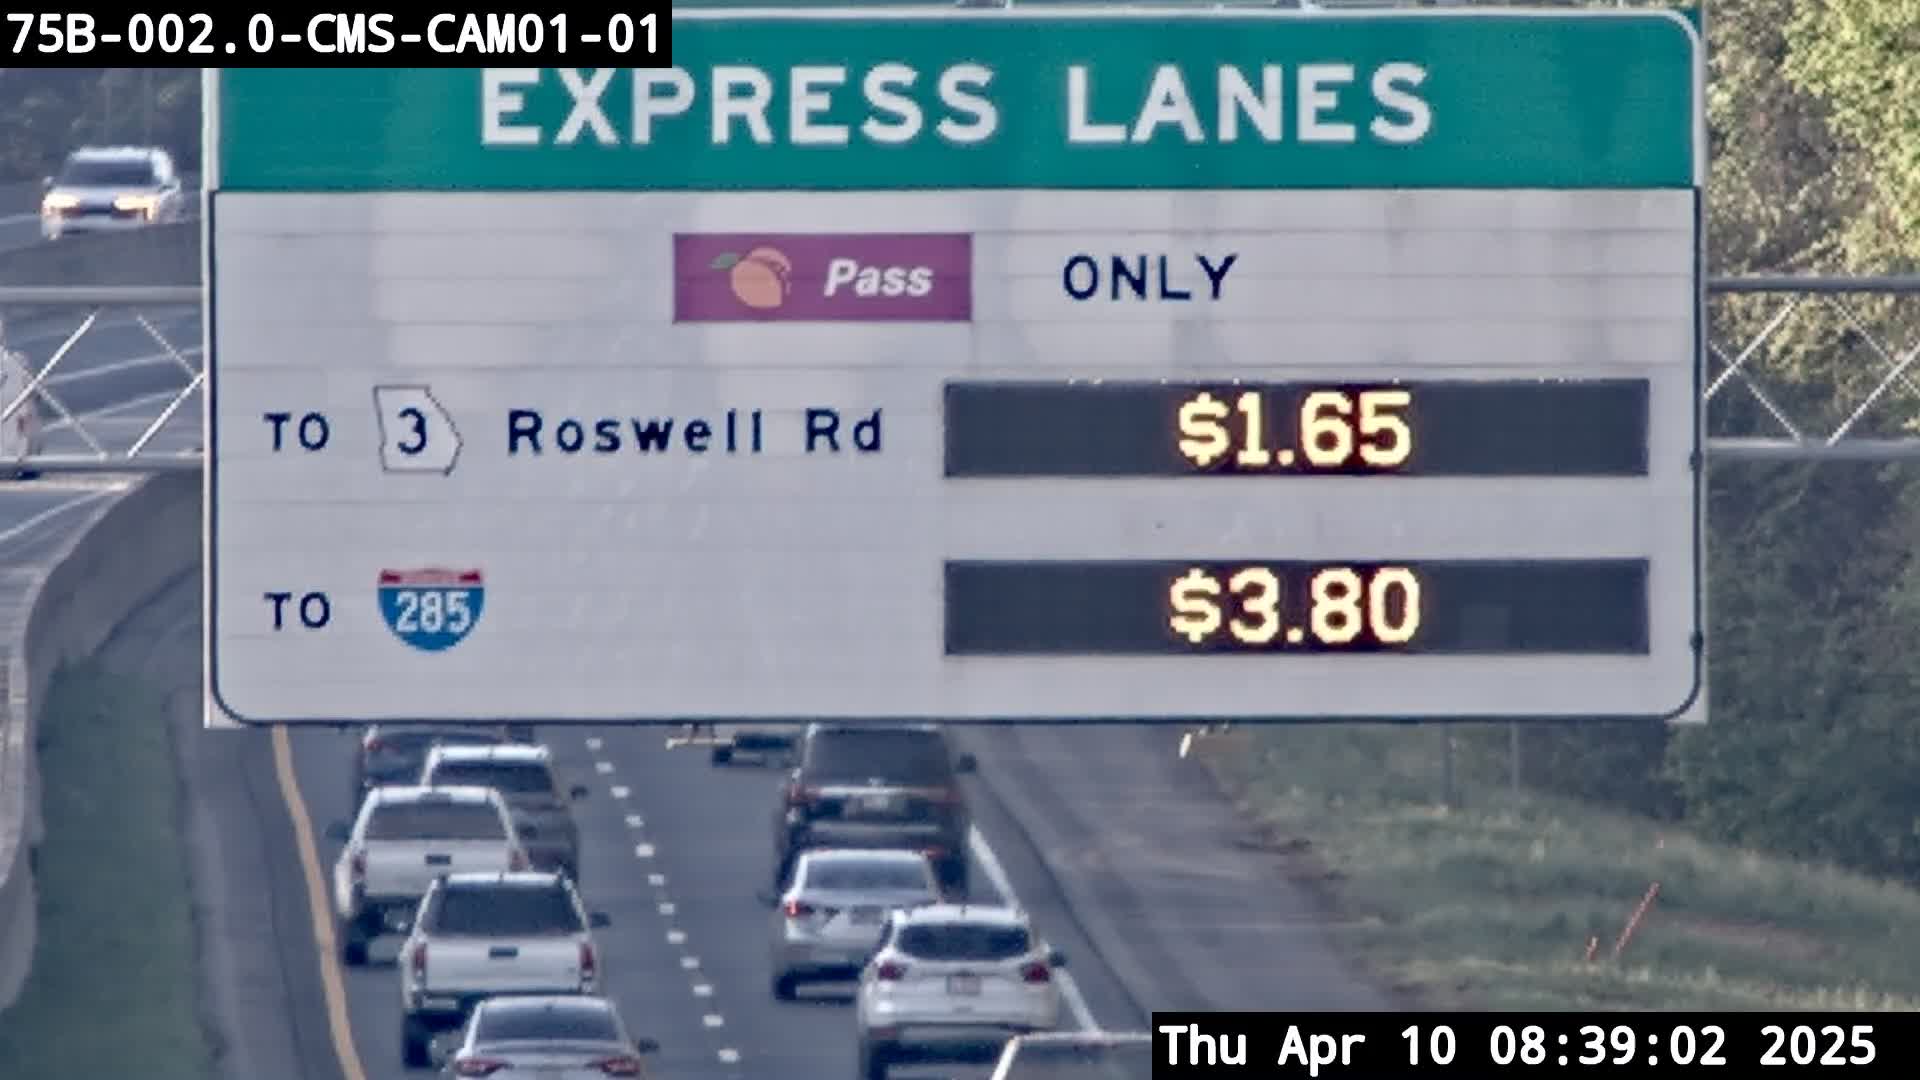 75B-002.0-CMS-CAM01-01
EXPRESS LANES
Pass ONLY
TO 3 Roswell Rd $1.65
TO 285 $3.80
Thu Apr 10 08:39:02 2025